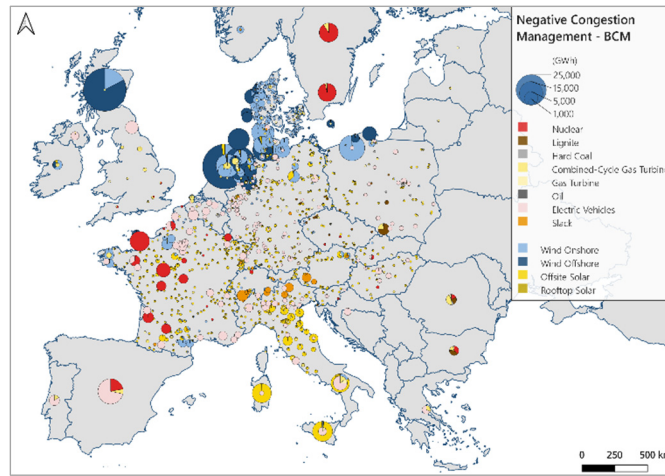 Negative Congestion
Management - BCM
(GWh)
25,000
15,000
5,000
1,000
Nuclear
Lignite
Hard Coal
Combined-Cycle Gas Turbine
Gas Turbine
Oil
Electric Vehicles
Slack
Wind Onshore
Wind Offshore
Offsite Solar
Rooftop Solar
0 250 500 km